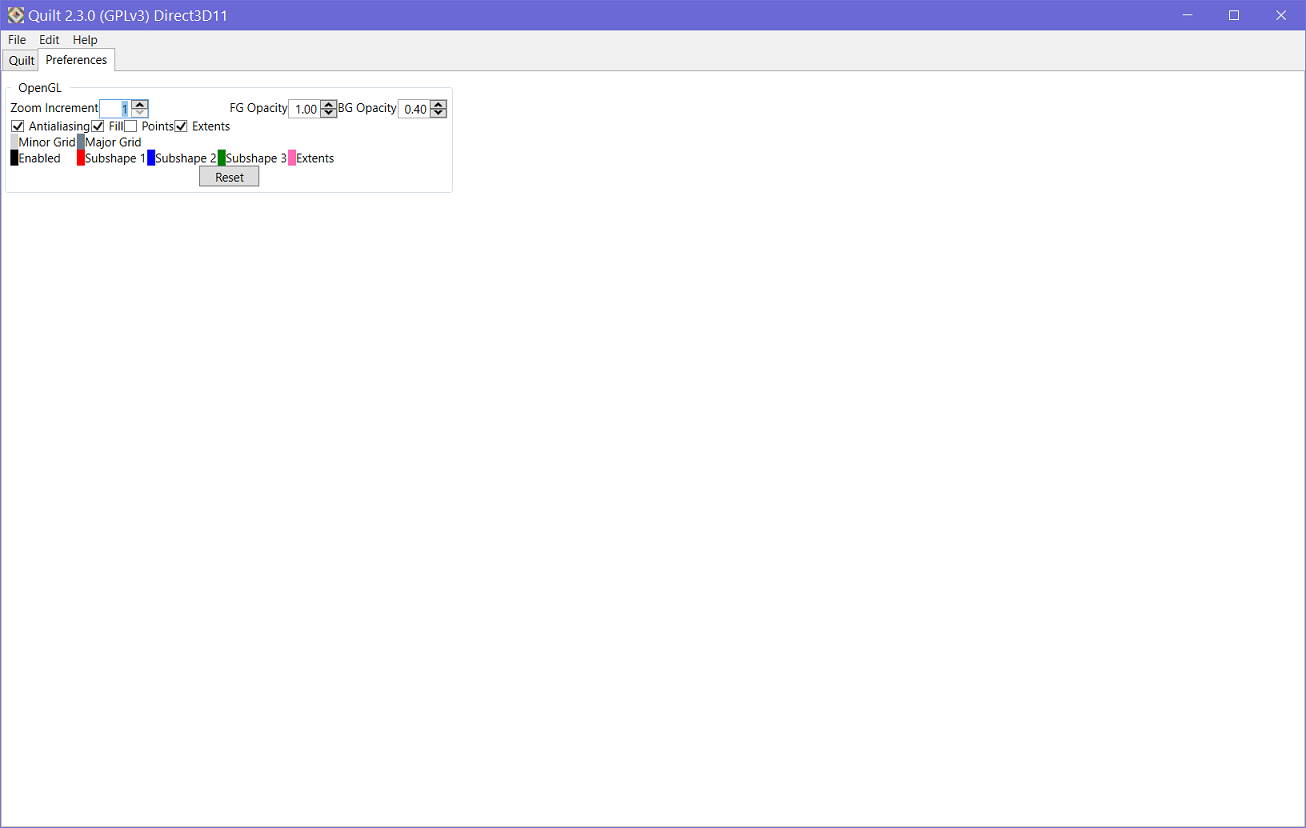 Quilt 2.3.0 (GPLv3) Direct3D11
File Edit Help
Quilt Preferences
OpenGL
Zoom Increment 1 FG Opacity 1.00 BG Opacity 0.40
Antialiasing Fill Points Extents
Minor Grid Major Grid
Enabled Subshape 1 Subshape 2 Subshape 3 Extents
Reset